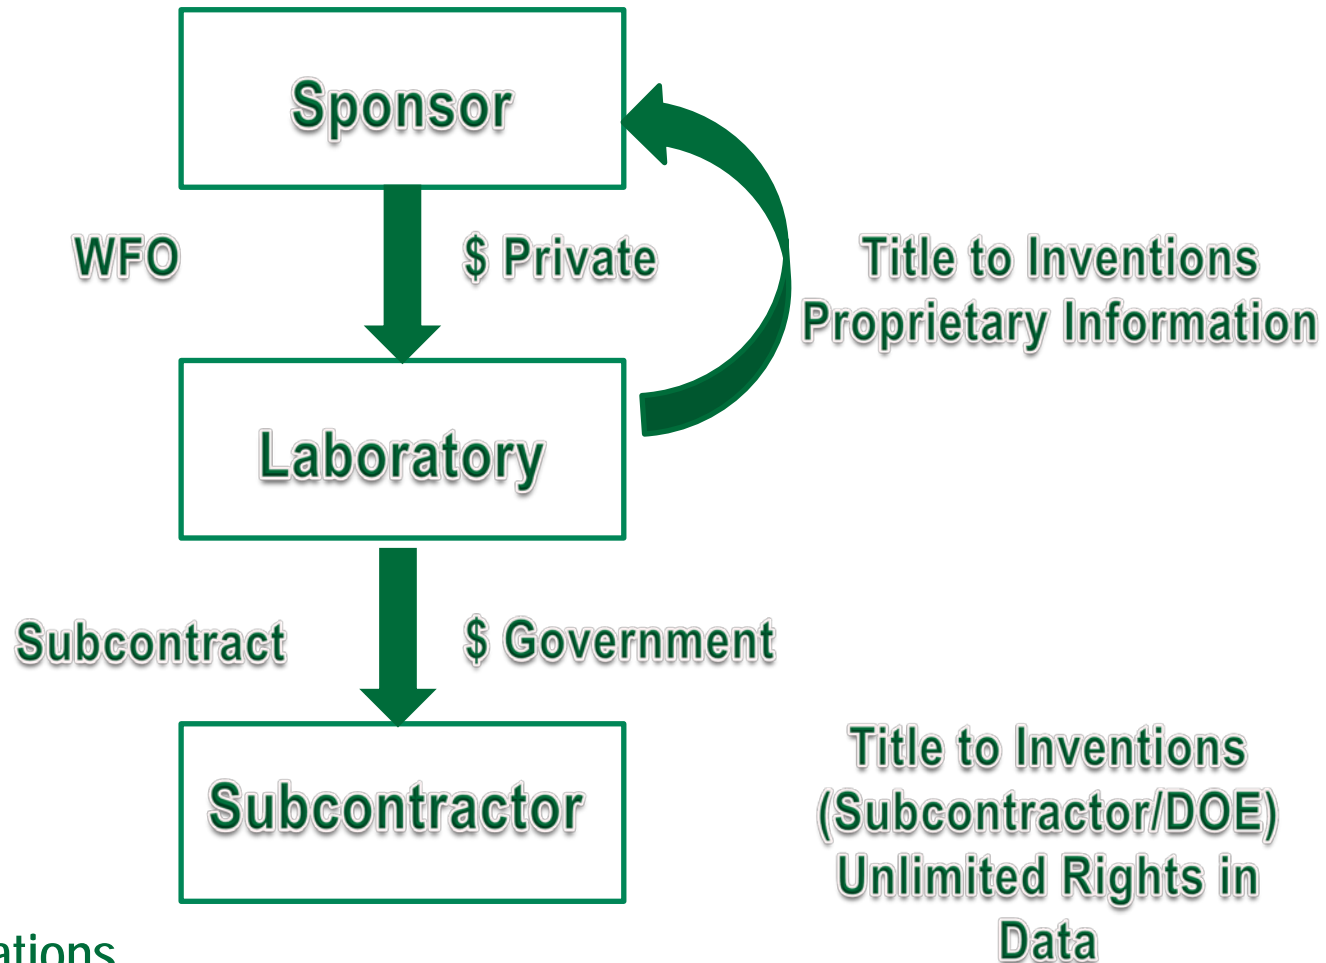 Sponsor
WFO
$ Private
Title to Inventions
Proprietary Information
Laboratory
Subcontract
$ Government
Subcontractor
Title to Inventions
(Subcontractor/DOE)
Unlimited Rights in
Data